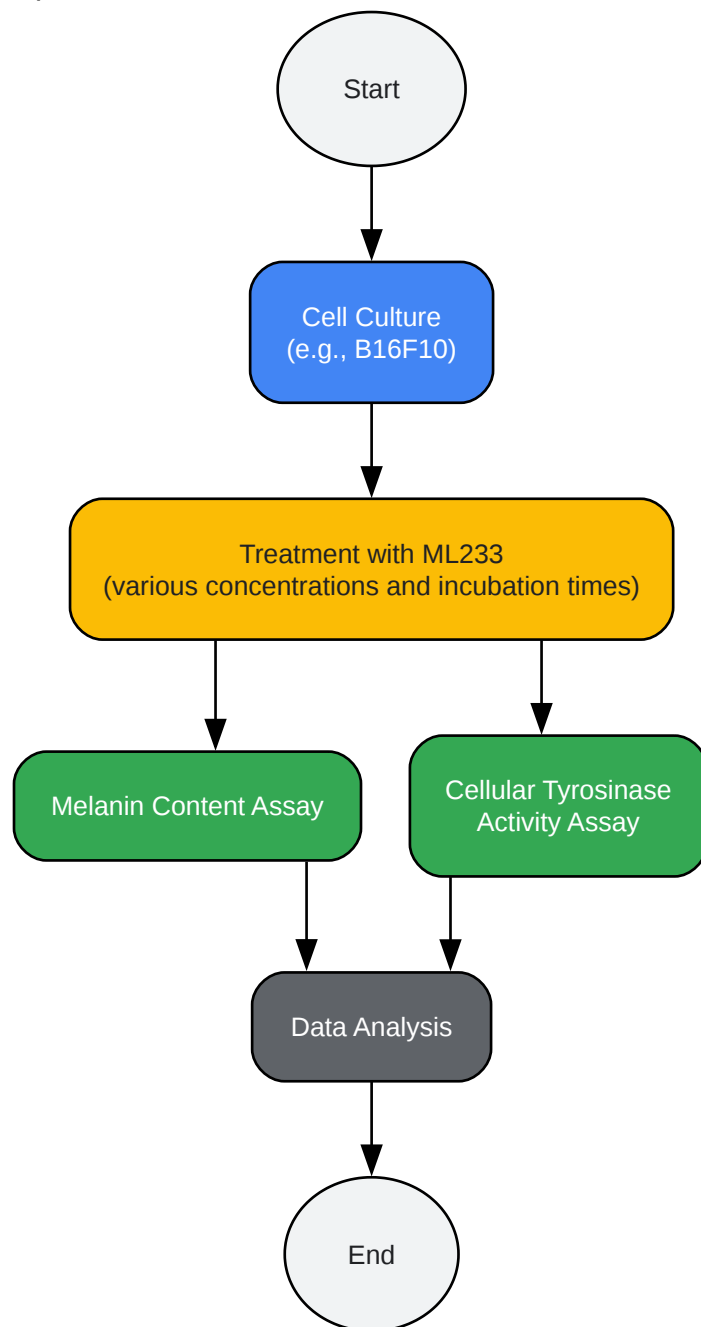 Start
Cell Culture
(e.g., B16F10)
Treatment with ML233
(various concentrations and incubation times)
Melanin Content Assay
Cellular Tyrosinase
Activity Assay
Data Analysis
End